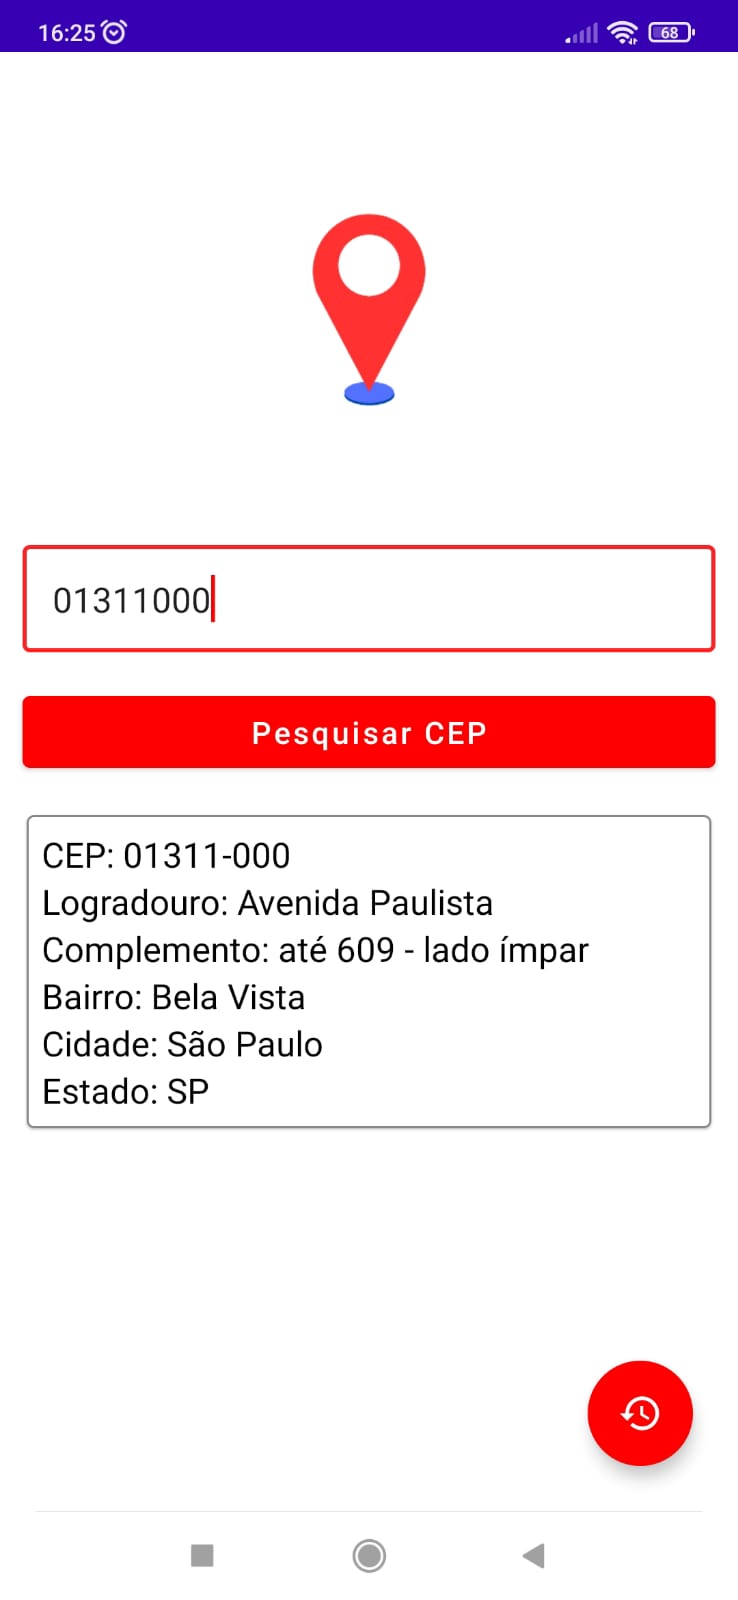 16:25
68
01311000
Pesquisar CEP
CEP: 01311-000
Logradouro: Avenida Paulista
Complemento: até 609 - lado ímpar
Bairro: Bela Vista
Cidade: São Paulo
Estado: SP